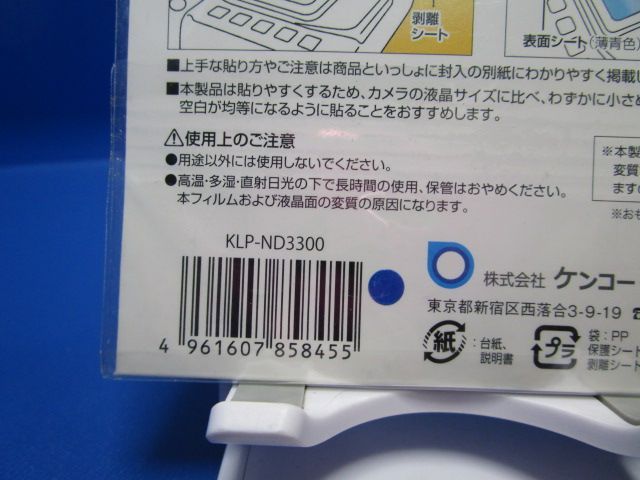 剥離
シート
表面シート(薄青色)
■上手な貼り方やご注意は商品といっしょに封入の別紙にわかりやすく掲載し
■本製品は貼りやすくするため、カメラの液晶サイズに比べ、わずかに小さめ
空白が均等になるように貼ることをおすすめします。
⚠使用上のご注意
●用途以外には使用しないでください。
●高温・多湿・直射日光の下で長時間の使用、保管はおやめください。
本フィルムおよび液晶面の変質の原因になります。
※本製
変質
ますの
※おも
KLP-ND3300
4 961607 858455
株式会社 ケンコー
東京都新宿区西落合3-9-19
紙
:台紙、
説明書
プラ
袋:PP
保護シート
剥離シート